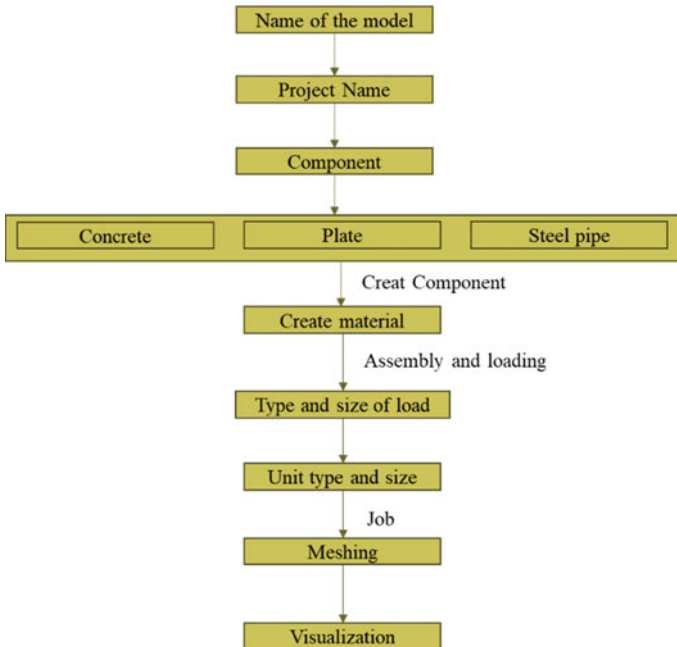 Name of the model
Project Name
Component
Concrete Plate Steel pipe
Creat Component
Create material
Assembly and loading
Type and size of load
Unit type and size
Job
Meshing
Visualization